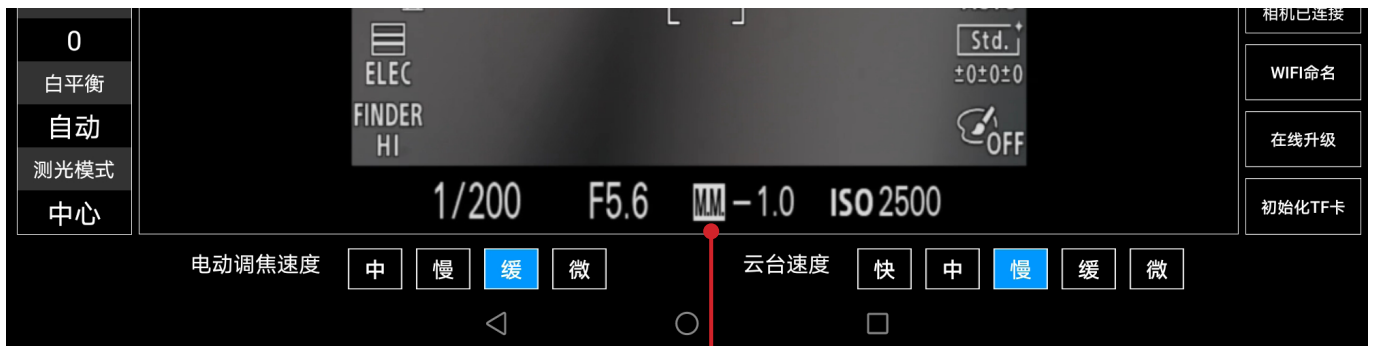 相机已连接
0
Std.
ELEC
±0±0±0
白平衡
WIFI命名
自动
FINDER
HI
OFF
在线升级
测光模式
中心
1/200 F5.6 M.M. −1.0 ISO 2500
初始化TF卡
电动调焦速度 中 慢 缓 微 云台速度 快 中 慢 缓 微